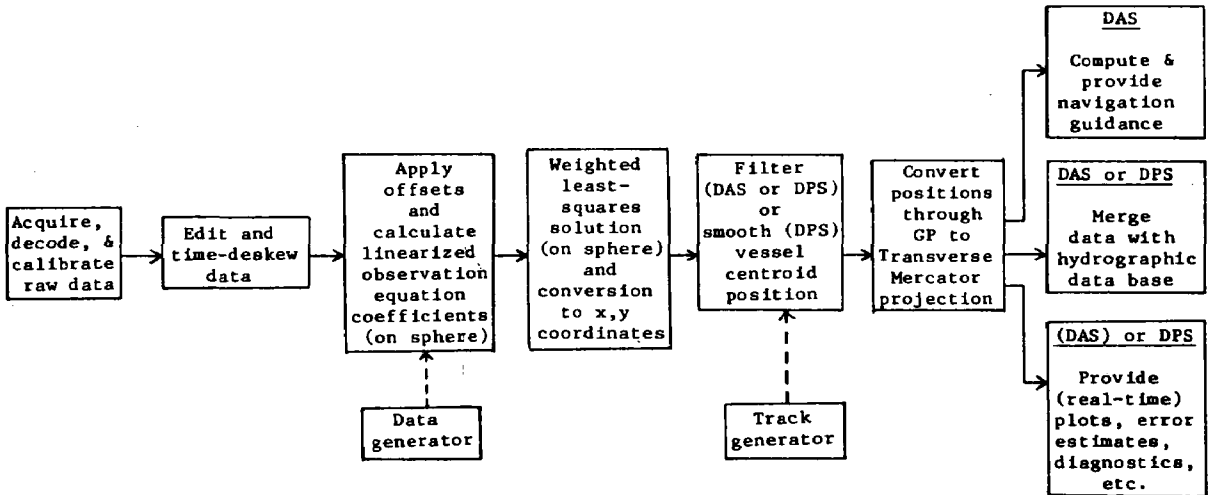 Acquire,
decode, &
calibrate
raw data
Edit and
time-deskew
data
Apply
offsets
and
calculate
linearized
observation
equation
coefficients
(on sphere)
Data
generator
Weighted
least-
squares
solution
(on sphere)
and
conversion
to x,y
coordinates
Filter
(DAS or DPS)
or
smooth (DPS)
vessel
centroid
position
Track
generator
Convert
positions
through
GP to
Transverse
Mercator
projection
DAS
Compute &
provide
navigation
guidance
DAS or DPS
Merge
data with
hydrographic
data base
(DAS) or DPS
Provide
(real-time)
plots, error
estimates,
diagnostics,
etc.